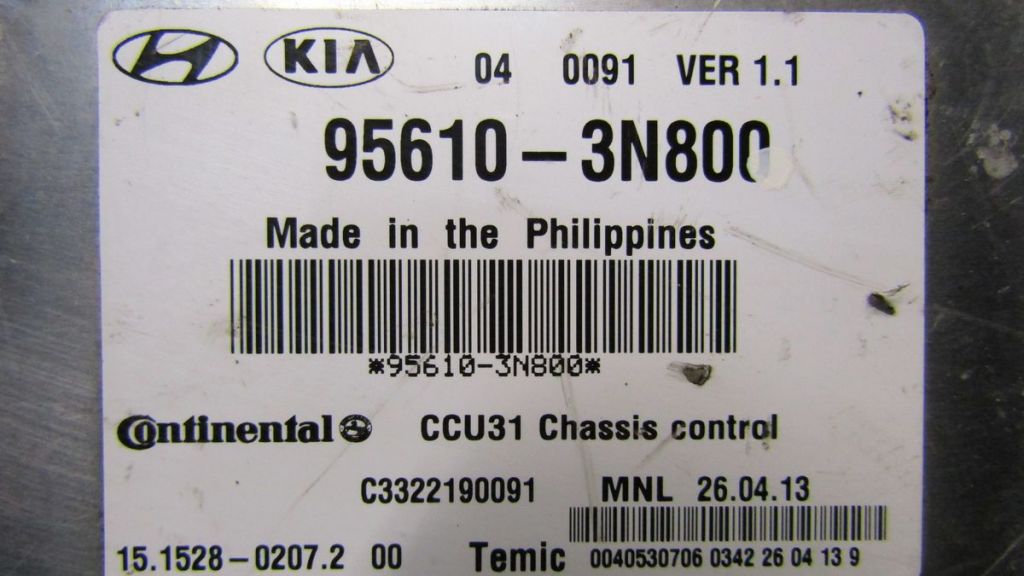 KIA 04 0091 VER 1.1
95610-3N800
Made in the Philippines
*95610-3N800*
Continental CCU31 Chassis control
C3322190091 MNL 26.04.13
15.1528-0207.2 00 Temic 0040530706 0342 26 04 13 9